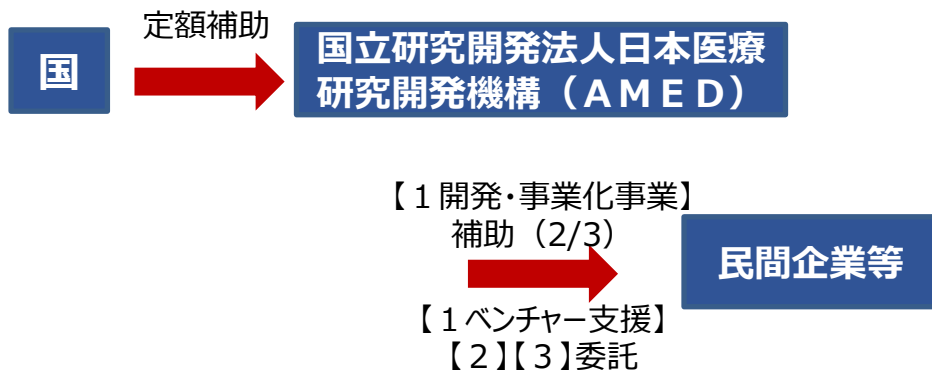 定額補助
国
国立研究開発法人日本医療
研究開発機構（ＡＭＥＤ）
【１開発・事業化事業】
補助（2/3）
民間企業等
【１ベンチャー支援】
【２】【３】委託